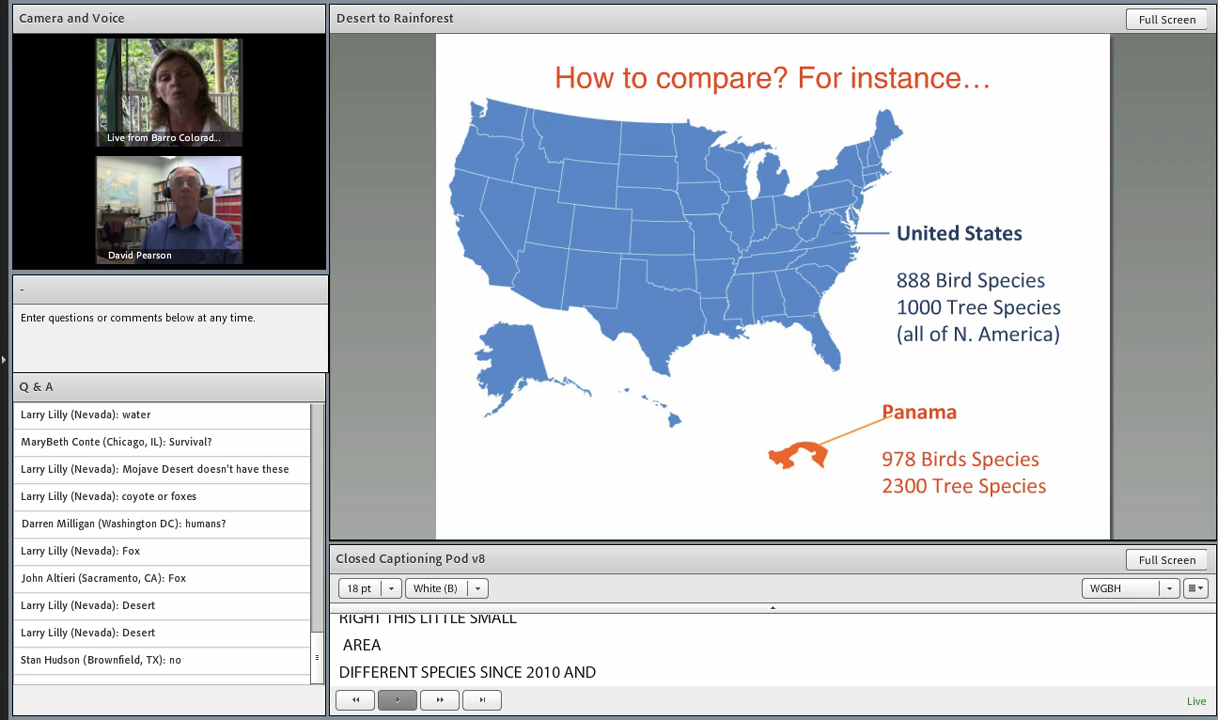 Camera and Voice
Live from Barro Colorad...
David Pearson
-
Enter questions or comments below at any time.
Q & A
Larry Lilly (Nevada): water
MaryBeth Conte (Chicago, IL): Survival?
Larry Lilly (Nevada): Mojave Desert doesn't have these
Larry Lilly (Nevada): coyote or foxes
Darren Milligan (Washington DC): humans?
Larry Lilly (Nevada): Fox
John Altieri (Sacramento, CA): Fox
Larry Lilly (Nevada): Desert
Larry Lilly (Nevada): Desert
Stan Hudson (Brownfield, TX): no
Desert to Rainforest
Full Screen
How to compare? For instance...
United States
888 Bird Species
1000 Tree Species
(all of N. America)
Panama
978 Birds Species
2300 Tree Species
Closed Captioning Pod v8
Full Screen
18 pt
White (B)
WGBH
RIGHT THIS LITTLE SMALL
AREA
DIFFERENT SPECIES SINCE 2010 AND
Live